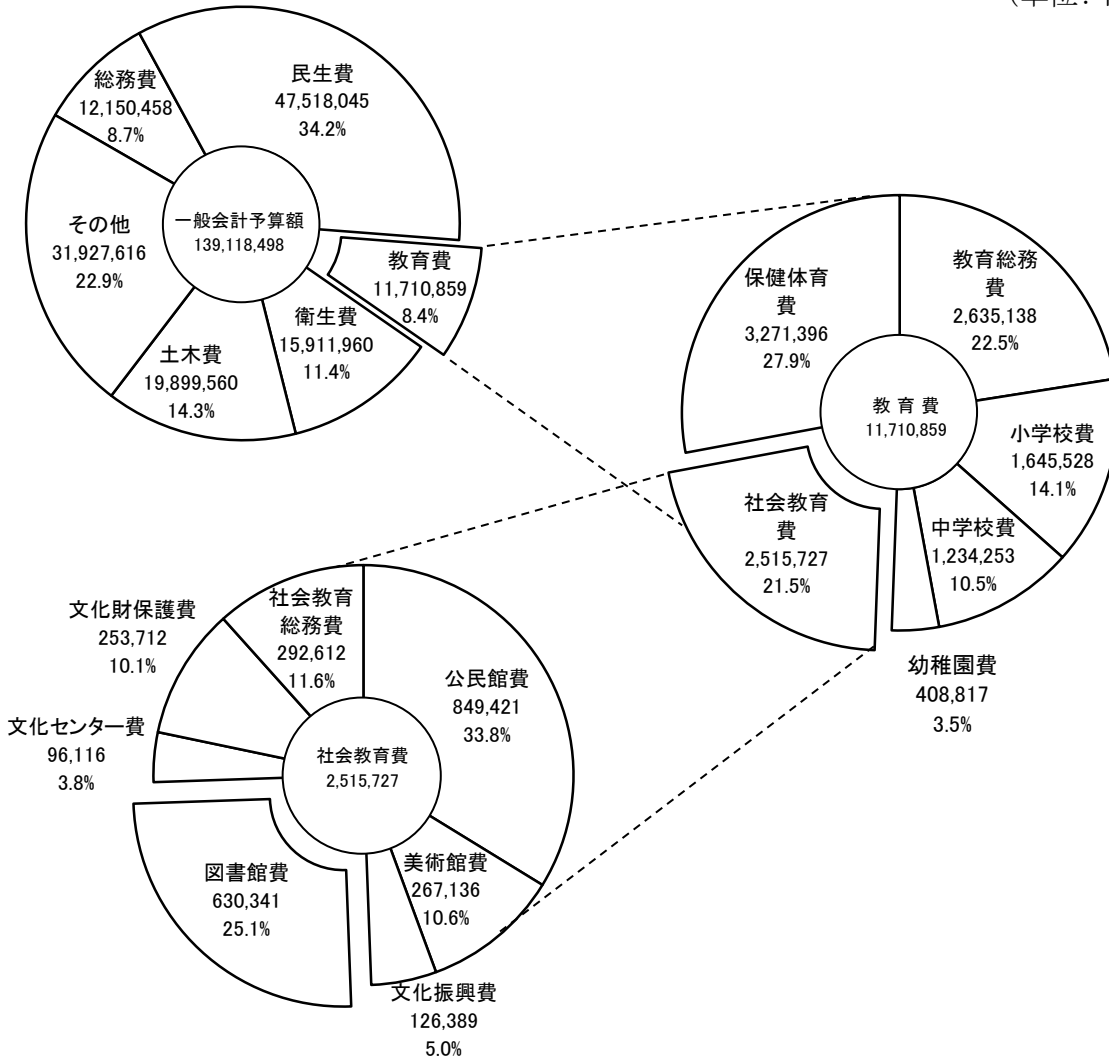 (単位:
総務費
12,150,458
8.7%
民生費
47,518,045
34.2%
一般会計予算額
139,118,498
その他
31,927,616
22.9%
教育費
11,710,859
8.4%
衛生費
15,911,960
11.4%
土木費
19,899,560
14.3%
保健体育
費
3,271,396
27.9%
教育総務
費
2,635,138
22.5%
教 育 費
11,710,859
小学校費
1,645,528
14.1%
社会教育
費
2,515,727
21.5%
中学校費
1,234,253
10.5%
幼稚園費
408,817
3.5%
文化財保護費
253,712
10.1%
社会教育
総務費
292,612
11.6%
公民館費
849,421
33.8%
文化センター費
96,116
3.8%
社会教育費
2,515,727
図書館費
630,341
25.1%
美術館費
267,136
10.6%
文化振興費
126,389
5.0%